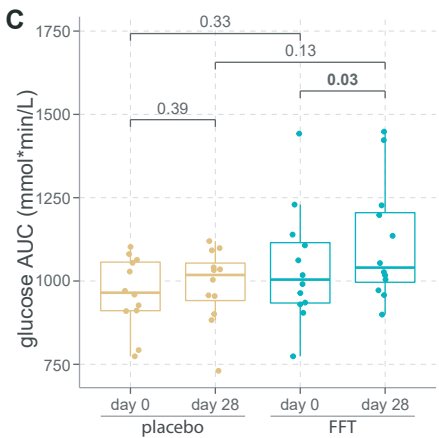 C
glucose AUC (mmol*min/L)
1750
1500
1250
1000
750
0.33
0.13
0.03
0.39
day 0 day 28 day 0 day 28
placebo FFT